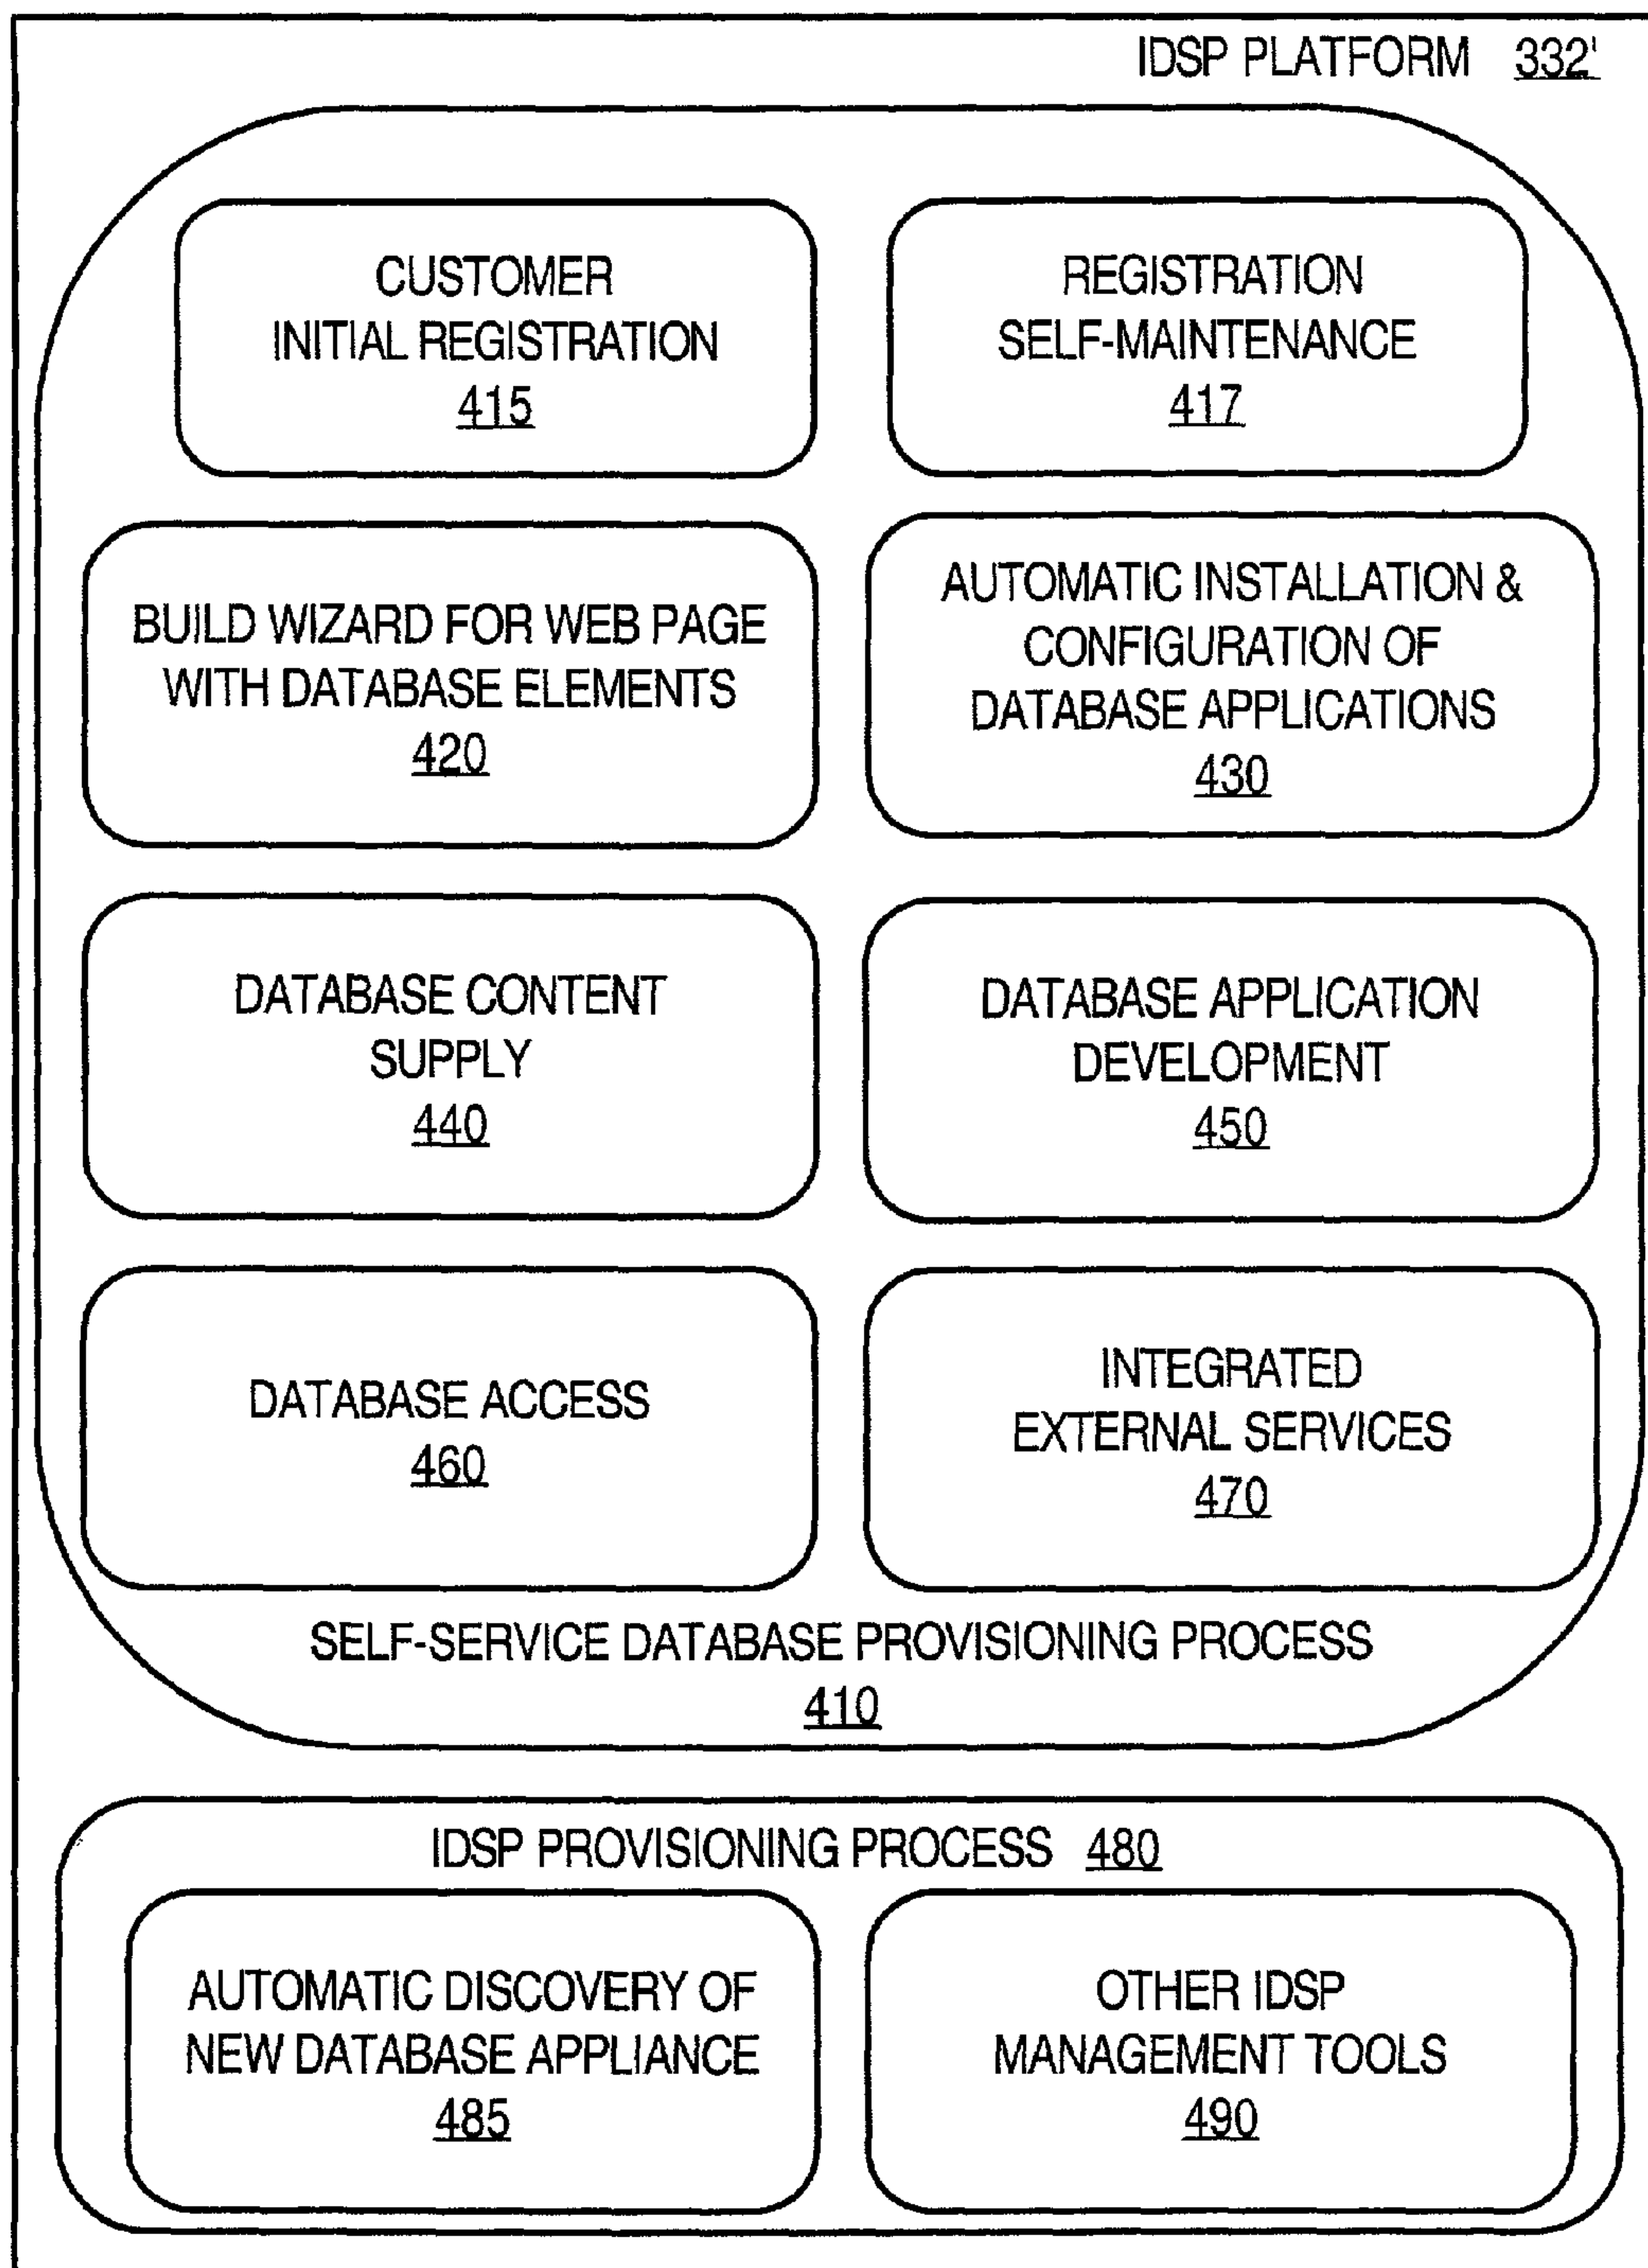 IDSP PLATFORM 332'
CUSTOMER
INITIAL REGISTRATION
415
REGISTRATION
SELF-MAINTENANCE
417
BUILD WIZARD FOR WEB PAGE
WITH DATABASE ELEMENTS
420
AUTOMATIC INSTALLATION &
CONFIGURATION OF
DATABASE APPLICATIONS
430
DATABASE CONTENT
SUPPLY
440
DATABASE APPLICATION
DEVELOPMENT
450
DATABASE ACCESS
460
INTEGRATED
EXTERNAL SERVICES
470
SELF-SERVICE DATABASE PROVISIONING PROCESS
410
IDSP PROVISIONING PROCESS 480
AUTOMATIC DISCOVERY OF
NEW DATABASE APPLIANCE
485
OTHER IDSP
MANAGEMENT TOOLS
490